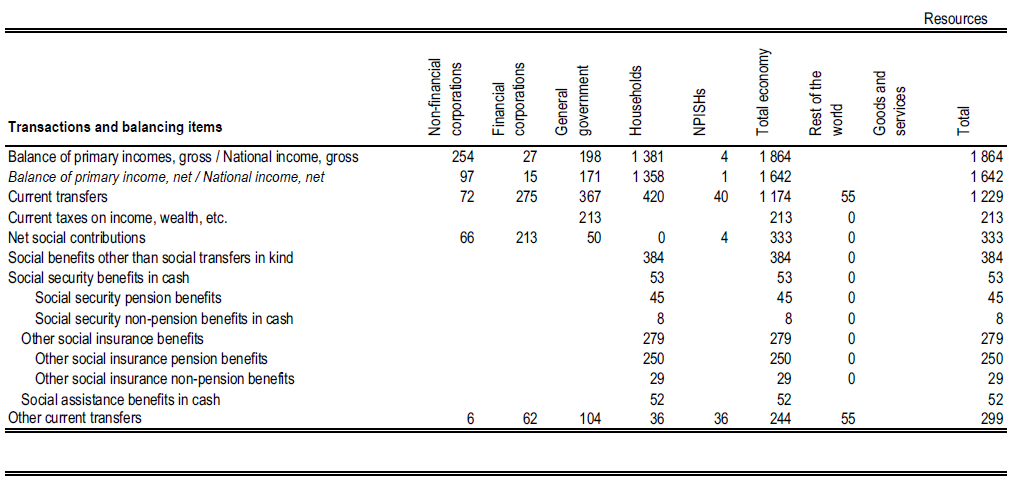 Resources
Transactions and balancing items Non-financial corporations Financial corporations General government Households NPISHs Total economy Rest of the world Goods and services Total
Balance of primary incomes, gross / National income, gross 254 27 198 1 381 4 1 864 1 864
Balance of primary income, net / National income, net 97 15 171 1 358 1 1 642 1 642
Current transfers 72 275 367 420 40 1 174 55 1 229
Current taxes on income, wealth, etc. 213 213 0 213
Net social contributions 66 213 50 0 4 333 0 333
Social benefits other than social transfers in kind 384 384 0 384
Social security benefits in cash 53 53 0 53
Social security pension benefits 45 45 0 45
Social security non-pension benefits in cash 8 8 0 8
Other social insurance benefits 279 279 0 279
Other social insurance pension benefits 250 250 0 250
Other social insurance non-pension benefits 29 29 0 29
Social assistance benefits in cash 52 52 52
Other current transfers 6 62 104 36 36 244 55 299